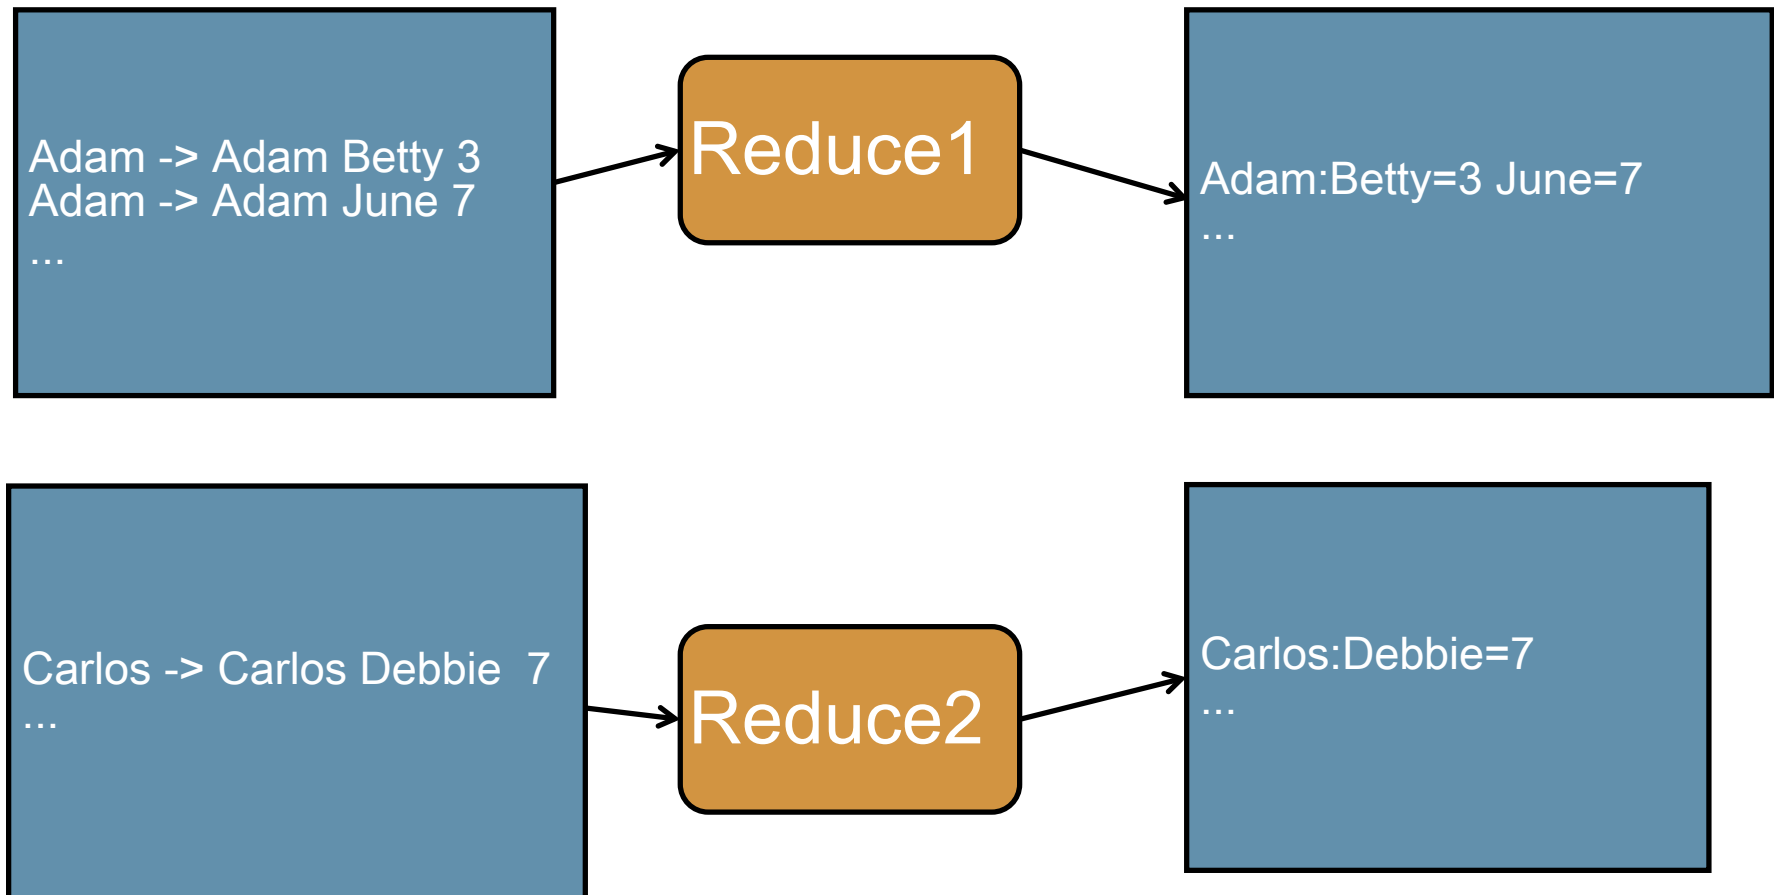 Adam -> Adam Betty 3
Adam -> Adam June 7
...
Reduce1
Adam:Betty=3 June=7
...
Carlos -> Carlos Debbie  7
...
Reduce2
Carlos:Debbie=7
...